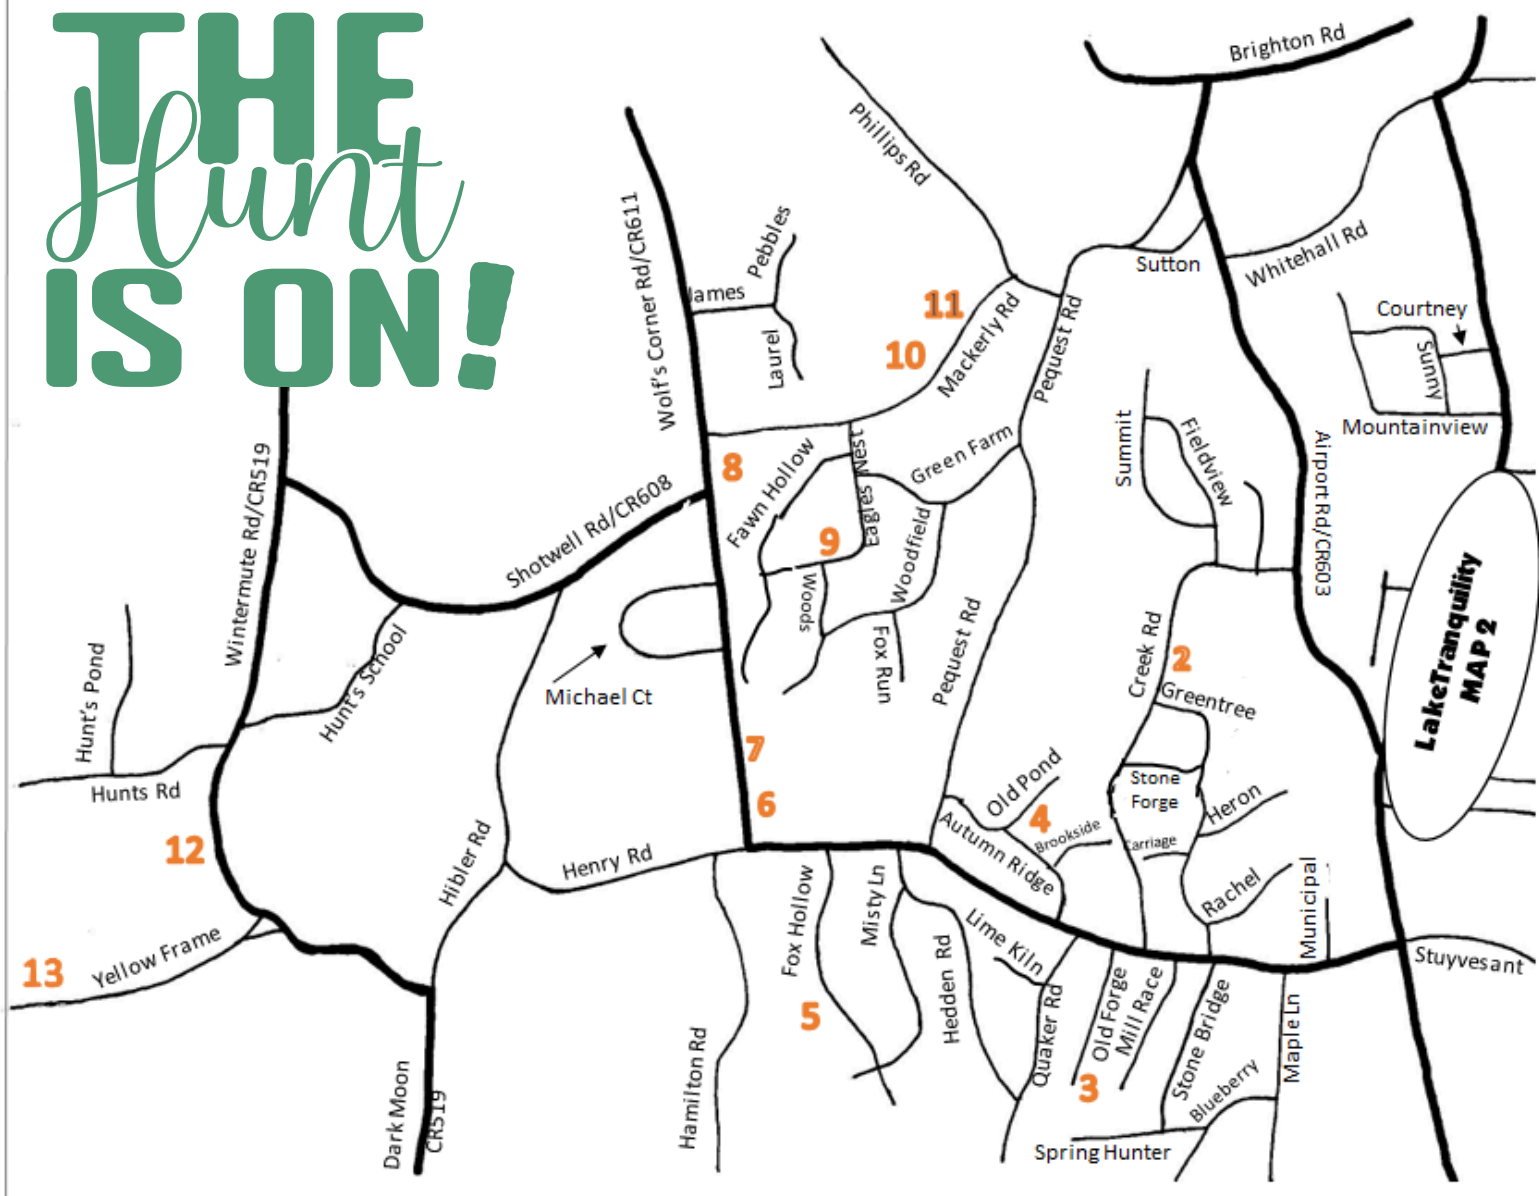 THE
Hunt
IS ON!
Brighton Rd
Phillips Rd
Wolf's Corner Rd/CR611
Pebbles
James
Laurel
Sutton
Whitehall Rd
Courtney
Sunny
Mountainview
11
10
Mackerly Rd
Pequest Rd
8
Fawn Hollow
Eagles Nest
Green Farm
Summit
Fieldview
Airport Rd/CR603
Wintermute Rd/CR519
Shotwell Rd/CR608
9
Woods
Woodfield
Fox Run
Pequest Rd
Creek Rd
2
Greentree
LakeTranquility
MAP 2
Hunt's Pond
Hunt's School
Michael Ct
Hunts Rd
7
6
Old Pond
4
Stone
Forge
Heron
Autumn Ridge
Brookside
Carriage
12
Hibler Rd
Henry Rd
Rachel
Municipal
13
Yellow Frame
Fox Hollow
Misty Ln
Hedden Rd
Lime Kiln
Stuyvesant
5
Quaker Rd
Old Forge
Mill Race
3
Stone Bridge
Blueberry
Maple Ln
Hamilton Rd
Dark Moon
CR519
Spring Hunter